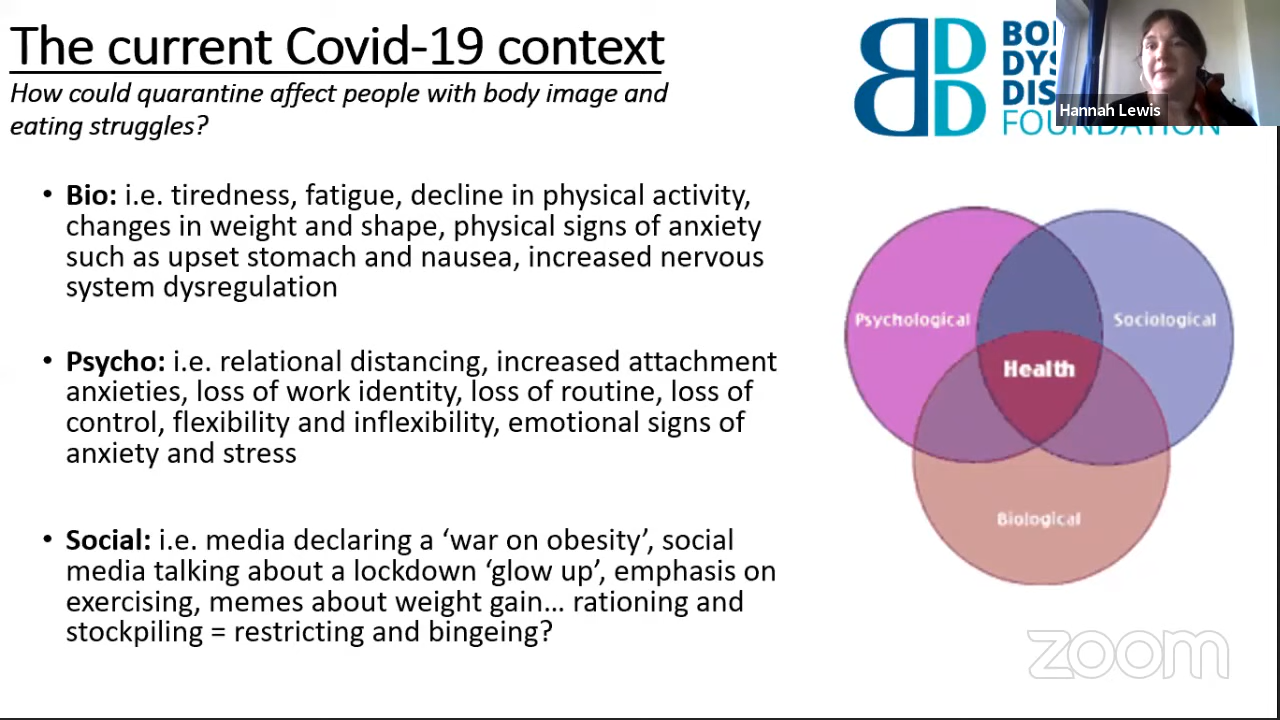 The current Covid-19 context
How could quarantine affect people with body image and
eating struggles?
BO
DYS
DIS
FOUNDATION
Hannah Lewis
• Bio: i.e. tiredness, fatigue, decline in physical activity,
changes in weight and shape, physical signs of anxiety
such as upset stomach and nausea, increased nervous
system dysregulation
• Psycho: i.e. relational distancing, increased attachment
anxieties, loss of work identity, loss of routine, loss of
control, flexibility and inflexibility, emotional signs of
anxiety and stress
• Social: i.e. media declaring a ‘war on obesity’, social
media talking about a lockdown ‘glow up’, emphasis on
exercising, memes about weight gain… rationing and
stockpiling = restricting and bingeing?
Psychological
Sociological
Health
Biological
zoom